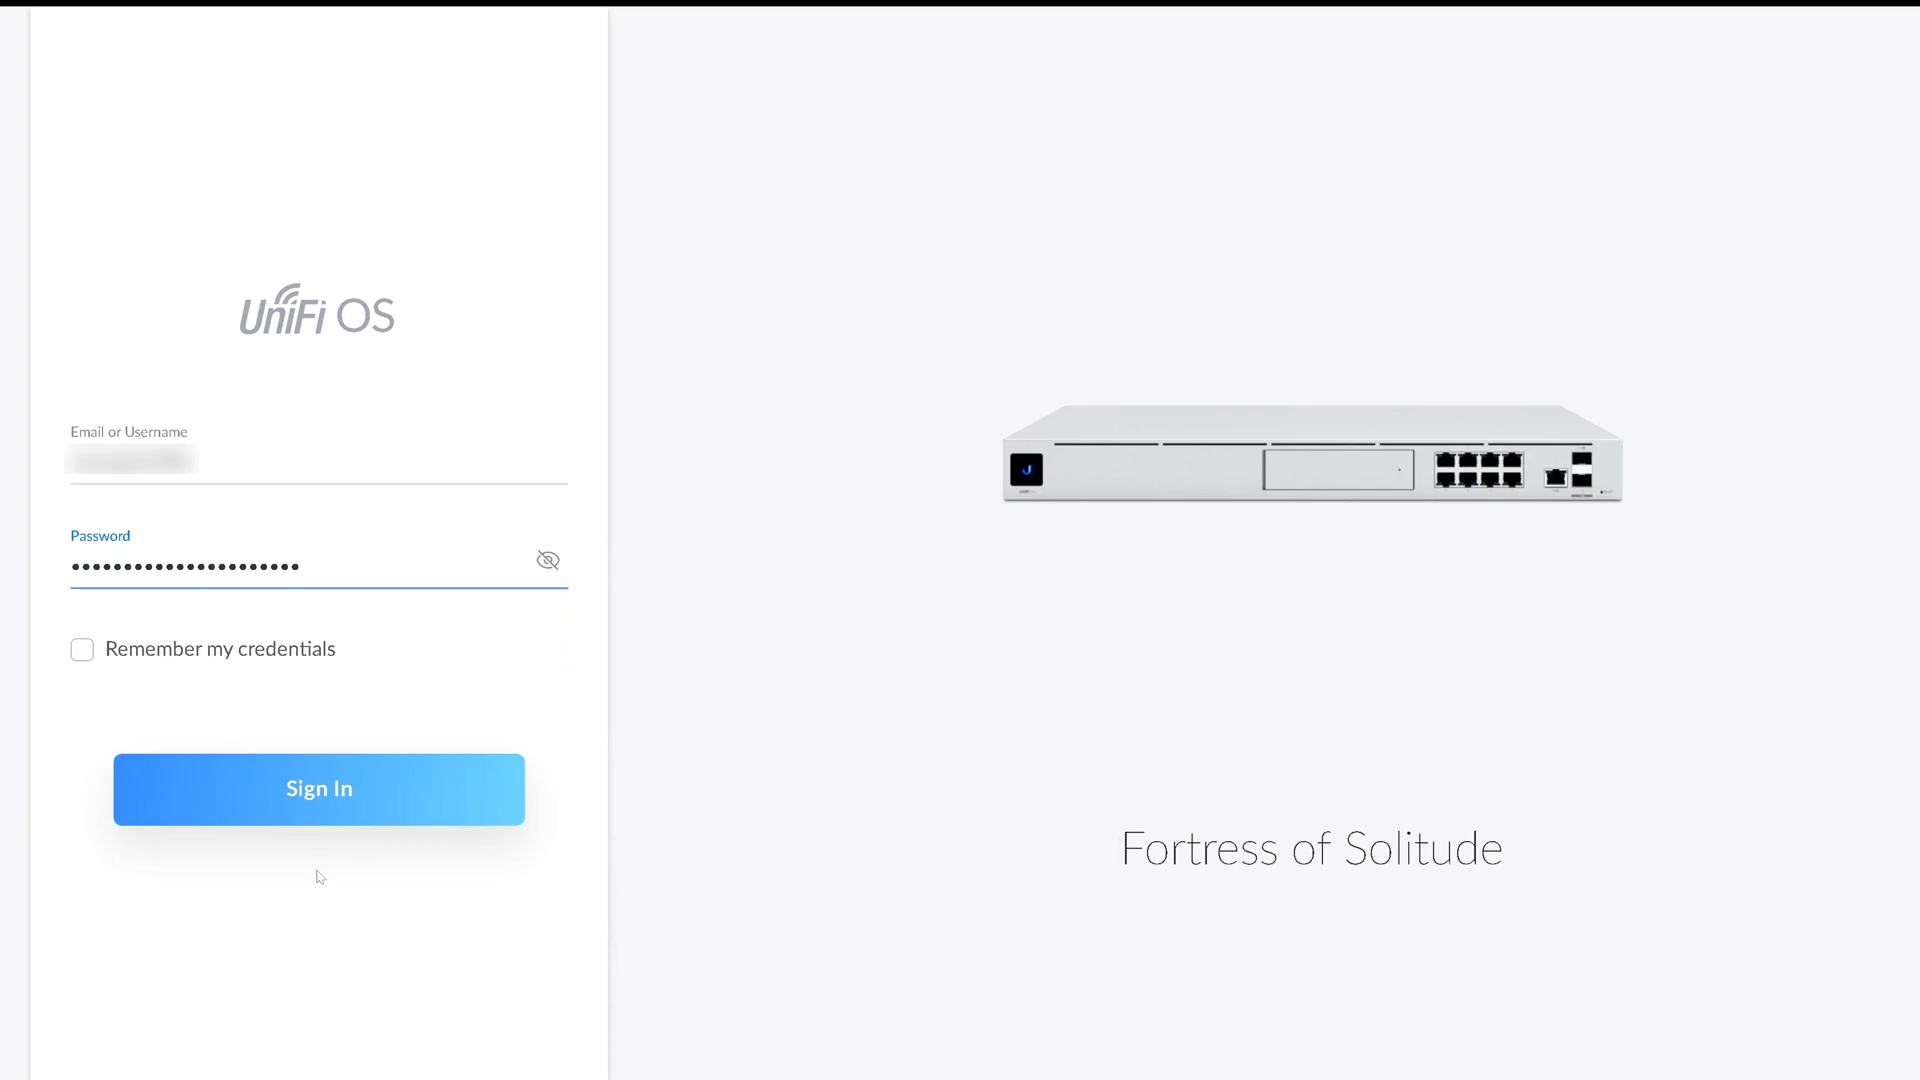 UniFi OS
Email or Username
Password
Remember my credentials
Sign In
Fortress of Solitude